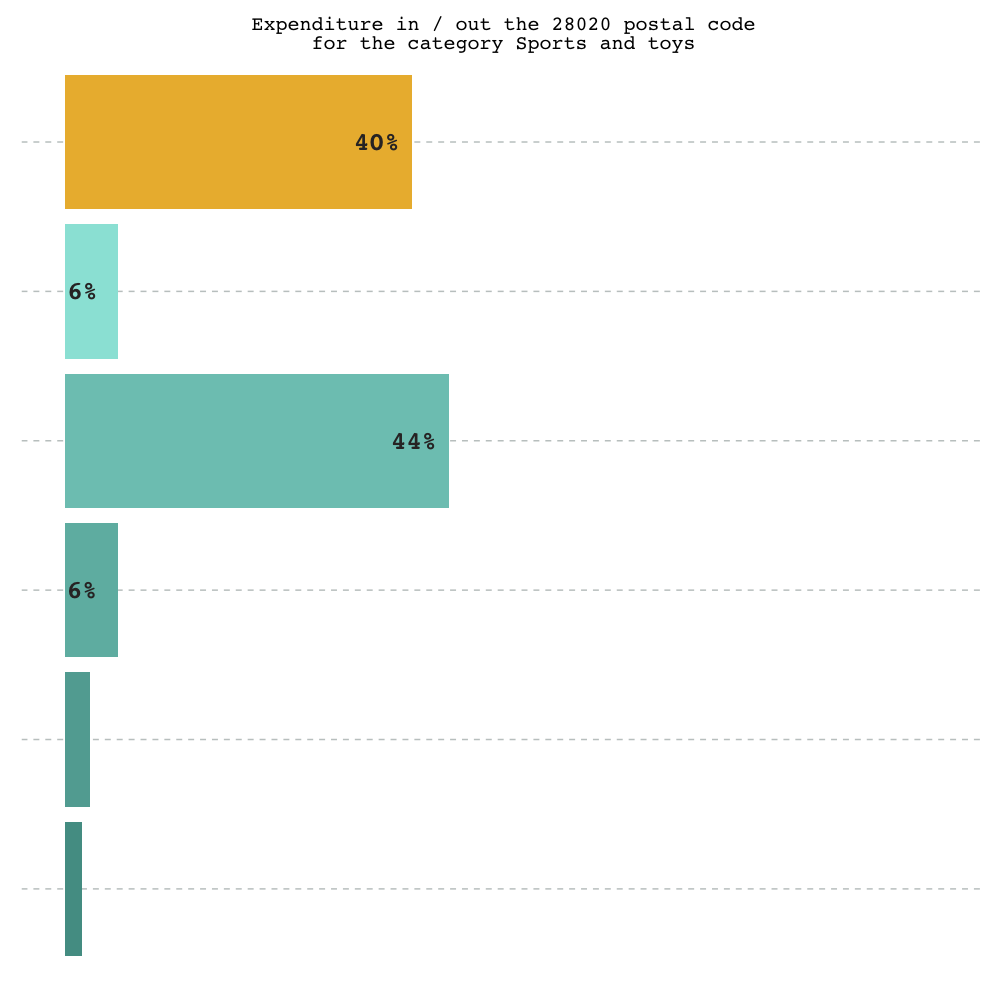 Expenditure in / out the 28020 postal code
for the category Sports and toys
40%
6%
44%
6%